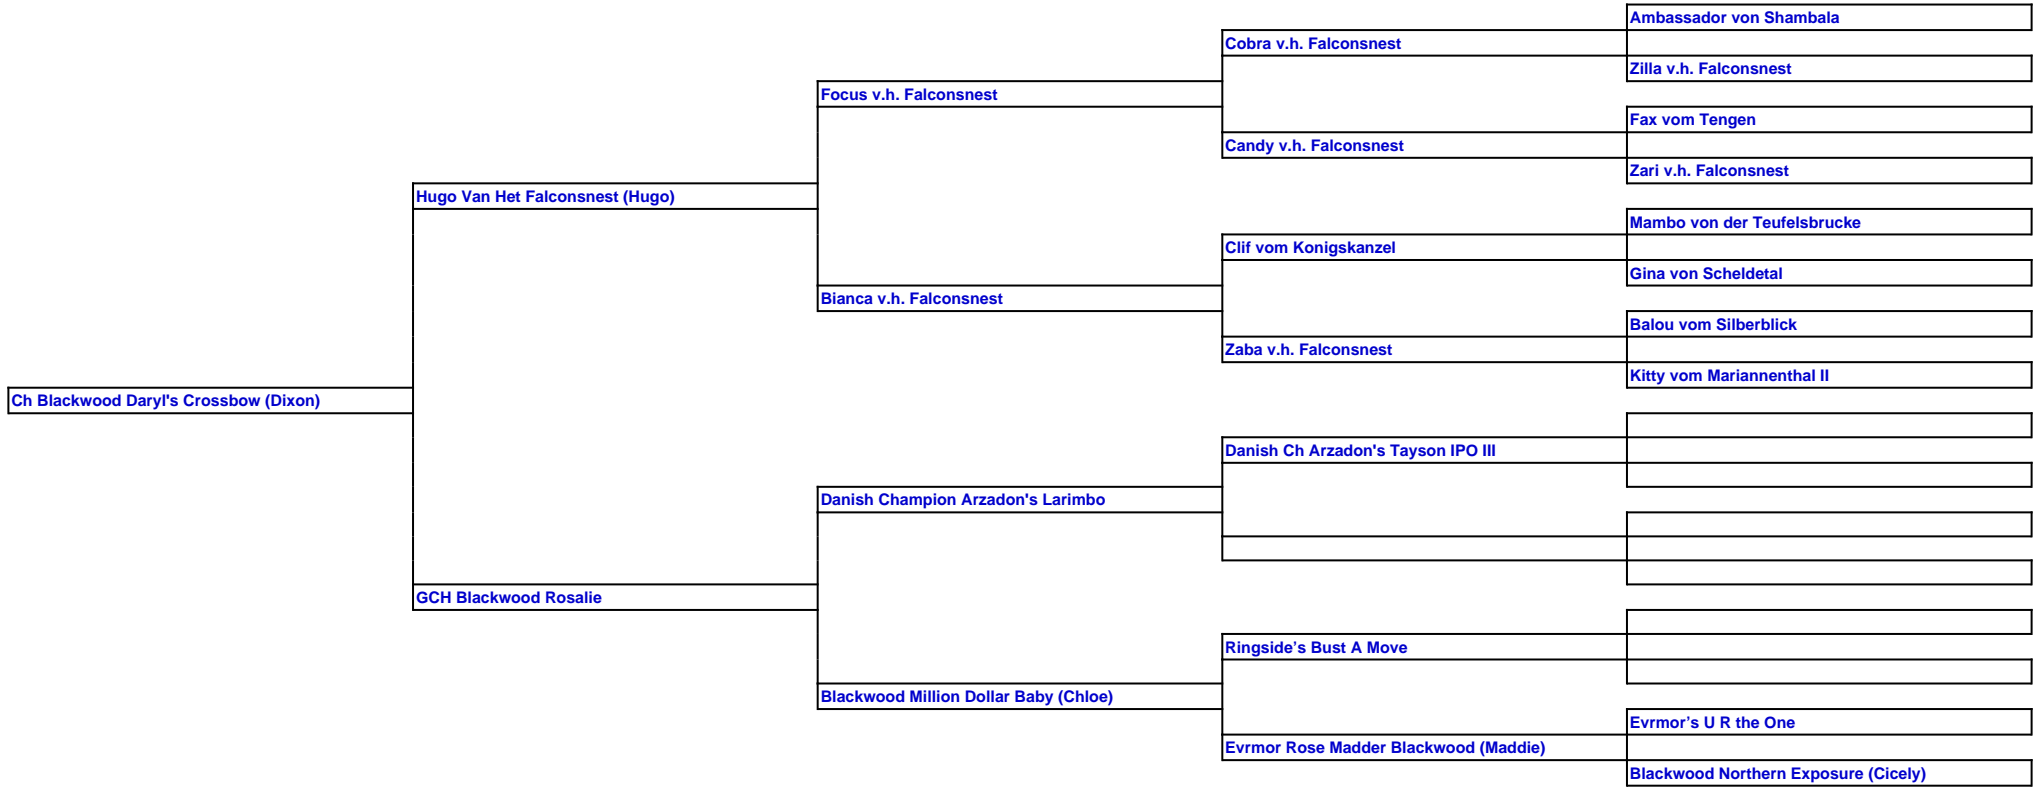 Ambassador von Shambala
Cobra v.h. Falconsnest
Zilla v.h. Falconsnest
Focus v.h. Falconsnest
Fax vom Tengen
Candy v.h. Falconsnest
Zari v.h. Falconsnest
Hugo Van Het Falconsnest (Hugo)
Mambo von der Teufelsbrucke
Clif vom Konigskanzel
Gina von Scheldetal
Bianca v.h. Falconsnest
Balou vom Silberblick
Zaba v.h. Falconsnest
Kitty vom Mariannenthal II
Ch Blackwood Daryl's Crossbow (Dixon)
Danish Ch Arzadon's Tayson IPO III
Danish Champion Arzadon's Larimbo
GCH Blackwood Rosalie
Ringside’s Bust A Move
Blackwood Million Dollar Baby (Chloe)
Evrmor’s U R the One
Evrmor Rose Madder Blackwood (Maddie)
Blackwood Northern Exposure (Cicely)